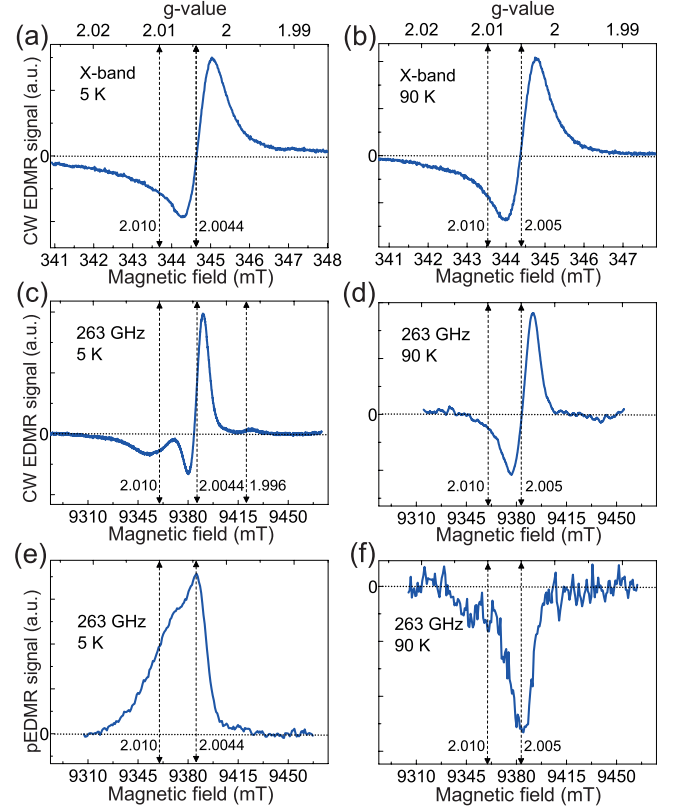 g-value
g-value
2.02 2.01 2 1.99
2.02 2.01 2 1.99
(a)
X-band
5 K
CW EDMR signal (a.u.)
0
2.010
2.0044
341 342 343 344 345 346 347 348
Magnetic field (mT)
(b)
X-band
90 K
0
2.010
2.005
341 342 343 344 345 346 347
Magnetic field (mT)
(c)
263 GHz
5 K
CW EDMR signal (a.u.)
0
2.010
2.0044
1.996
9310 9345 9380 9415 9450
Magnetic field (mT)
(d)
263 GHz
90 K
0
2.010
2.005
9310 9345 9380 9415 9450
Magnetic field (mT)
(e)
263 GHz
5 K
pEDMR signal (a.u.)
0
2.010
2.0044
9310 9345 9380 9415 9450
Magnetic field (mT)
(f)
0
263 GHz
90 K
2.010
2.005
9310 9345 9380 9415 9450
Magnetic field (mT)